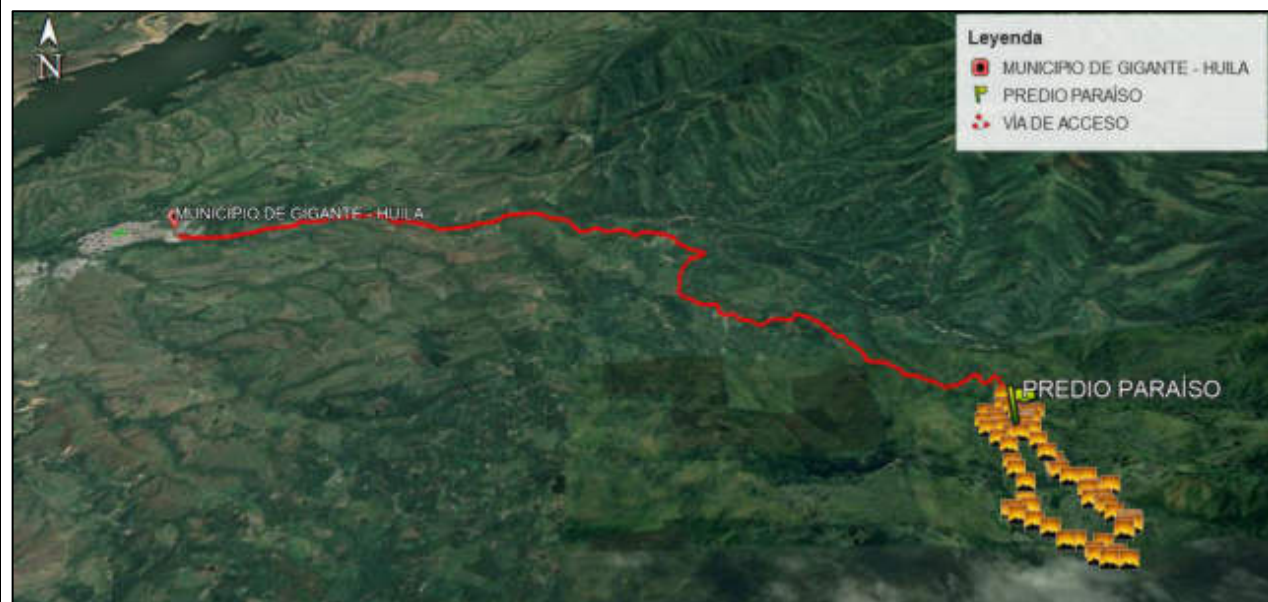 N
Leyenda
MUNICIPIO DE GIGANTE - HUILA
PREDIO PARAÍSO
VÍA DE ACCESO
MUNICIPIO DE GIGANTE - HUILA
PREDIO PARAÍSO